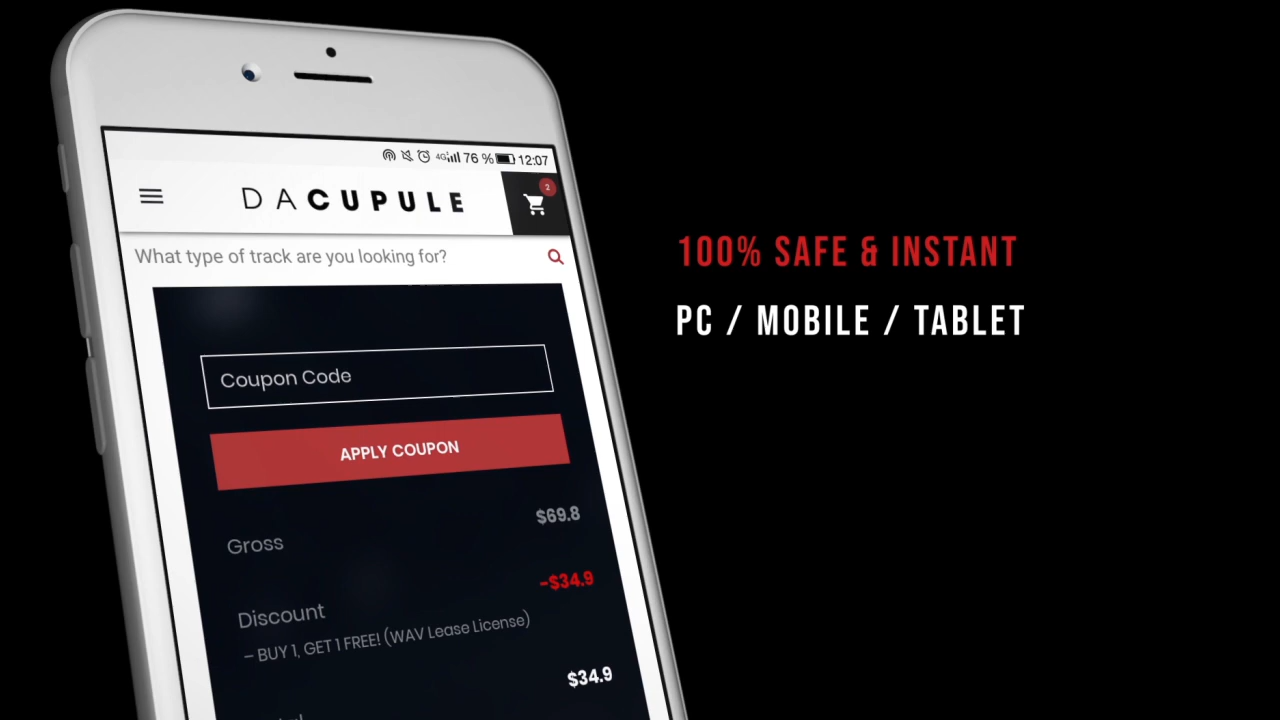 4G 76 % 12:07
2
DACUPULE
What type of track are you looking for?
Coupon Code
APPLY COUPON
$69.8
Gross
-$34.9
Discount
– BUY 1, GET 1 FREE! (WAV Lease License)
$34.9
100% SAFE & INSTANT
PC / MOBILE / TABLET